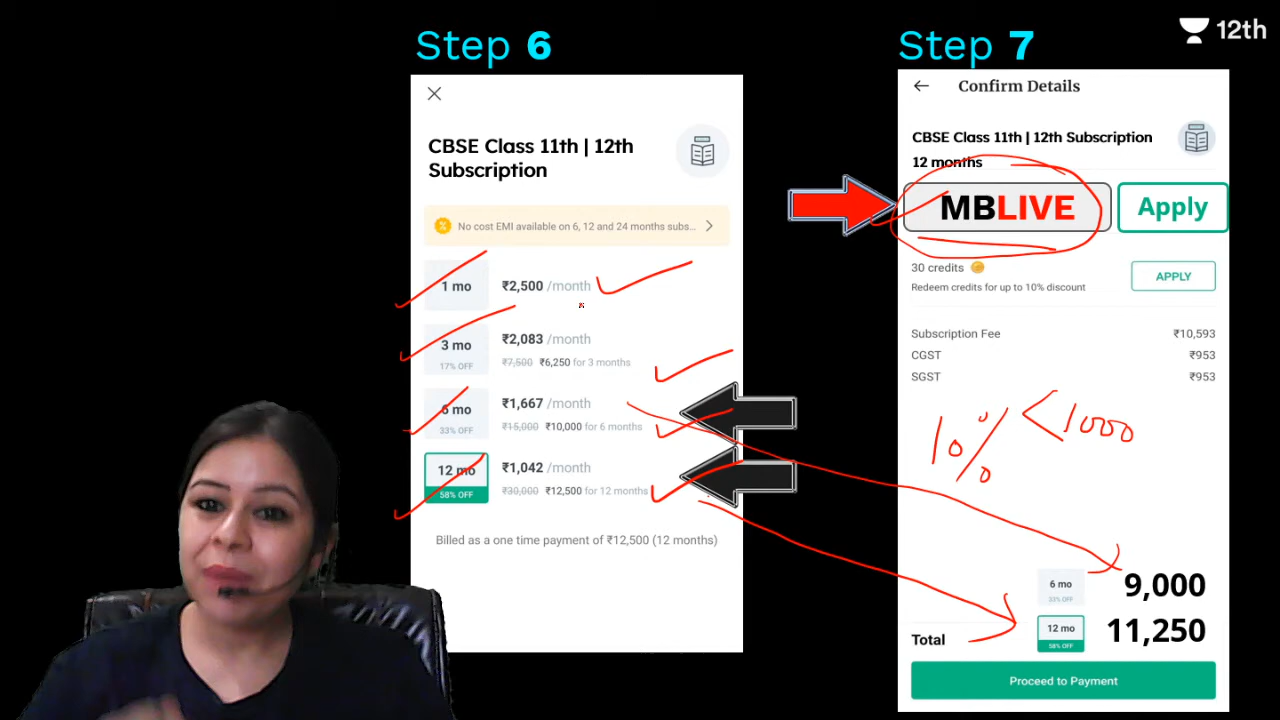 Step 6
×
CBSE Class 11th | 12th
Subscription
No cost EMI available on 6, 12 and 24 months subs...
1 mo
₹2,500 /month
3 mo
17% OFF
₹2,083 /month
₹7,500 ₹6,250 for 3 months
6 mo
33% OFF
₹1,667 /month
₹15,000 ₹10,000 for 6 months
12 mo
58% OFF
₹1,042 /month
₹30,000 ₹12,500 for 12 months
Billed as a one time payment of ₹12,500 (12 months)
Step 7
12th
Confirm Details
CBSE Class 11th | 12th Subscription
12 months
MBLIVE
Apply
30 credits
Redeem credits for up to 10% discount
APPLY
Subscription Fee ₹10,593
CGST ₹953
SGST ₹953
10% < 1000
6 mo
33% OFF
9,000
Total
12 mo
58% OFF
11,250
Proceed to Payment